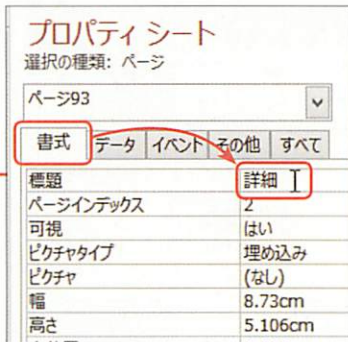 プロパティ シート
選択の種類: ページ
ページ93
書式 データ イベント その他 すべて
標題 詳細
ページインデックス 2
可視 はい
ピクチャタイプ 埋め込み
ピクチャ (なし)
幅 8.73cm
高さ 5.106cm